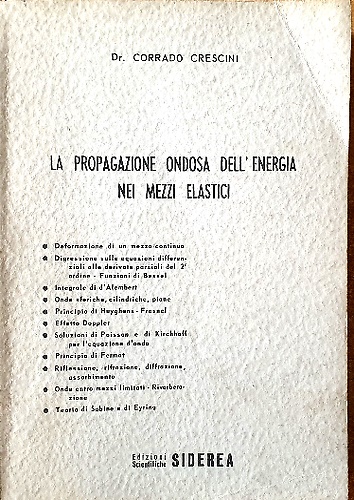 Dr. CORRADO CRESCINI
LA PROPAGAZIONE ONDOSA DELL'ENERGIA
NEI MEZZI ELASTICI
Deformazione di un mezzo continuo
Digressione sulle equazioni differen-
ziali alle derivate parziali del 2°
ordine - Funzioni di Bessel
Integrale di d'Alembert
Onde sferiche, cilindriche, piane
Principio di Huyghens - Fresnel
Effetto Doppler
Soluzioni di Poisson e di Kirchhoff
per l'equazione d'onda
Principio di Fermat
Riflessione, rifrazione, diffrazione,
assorbimento
Onde entro mezzi limitati - Riverbera-
zione
Teoria di Sabine e di Eyring
Edizioni
Scientifiche SIDEREA